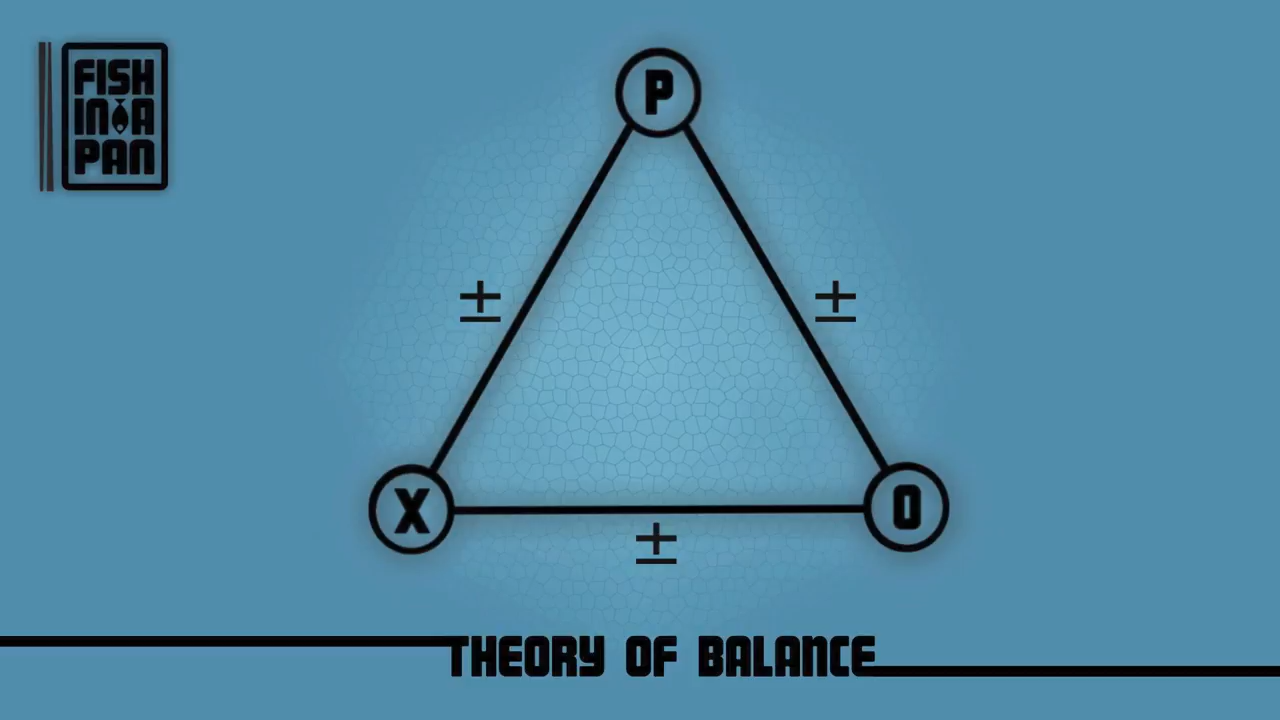 FISH
IN A
PAN
P
±
±
X
O
±
THEORY OF BALANCE